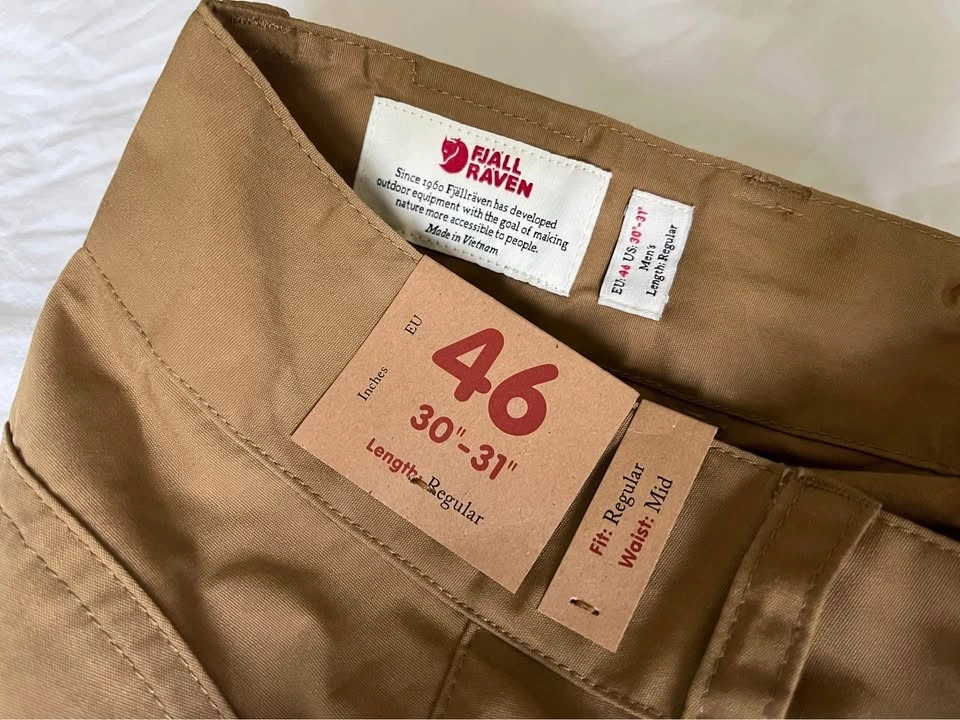 FJÄLL
RÄVEN
Since 1960 Fjällräven has developed
outdoor equipment with the goal of making
nature more accessible to people.
Made in Vietnam
EU: 46 US: 30"-31"
Men's
Length: Regular
EU 46
Inches 30"-31"
Length: Regular
Fit: Regular
Waist: Mid